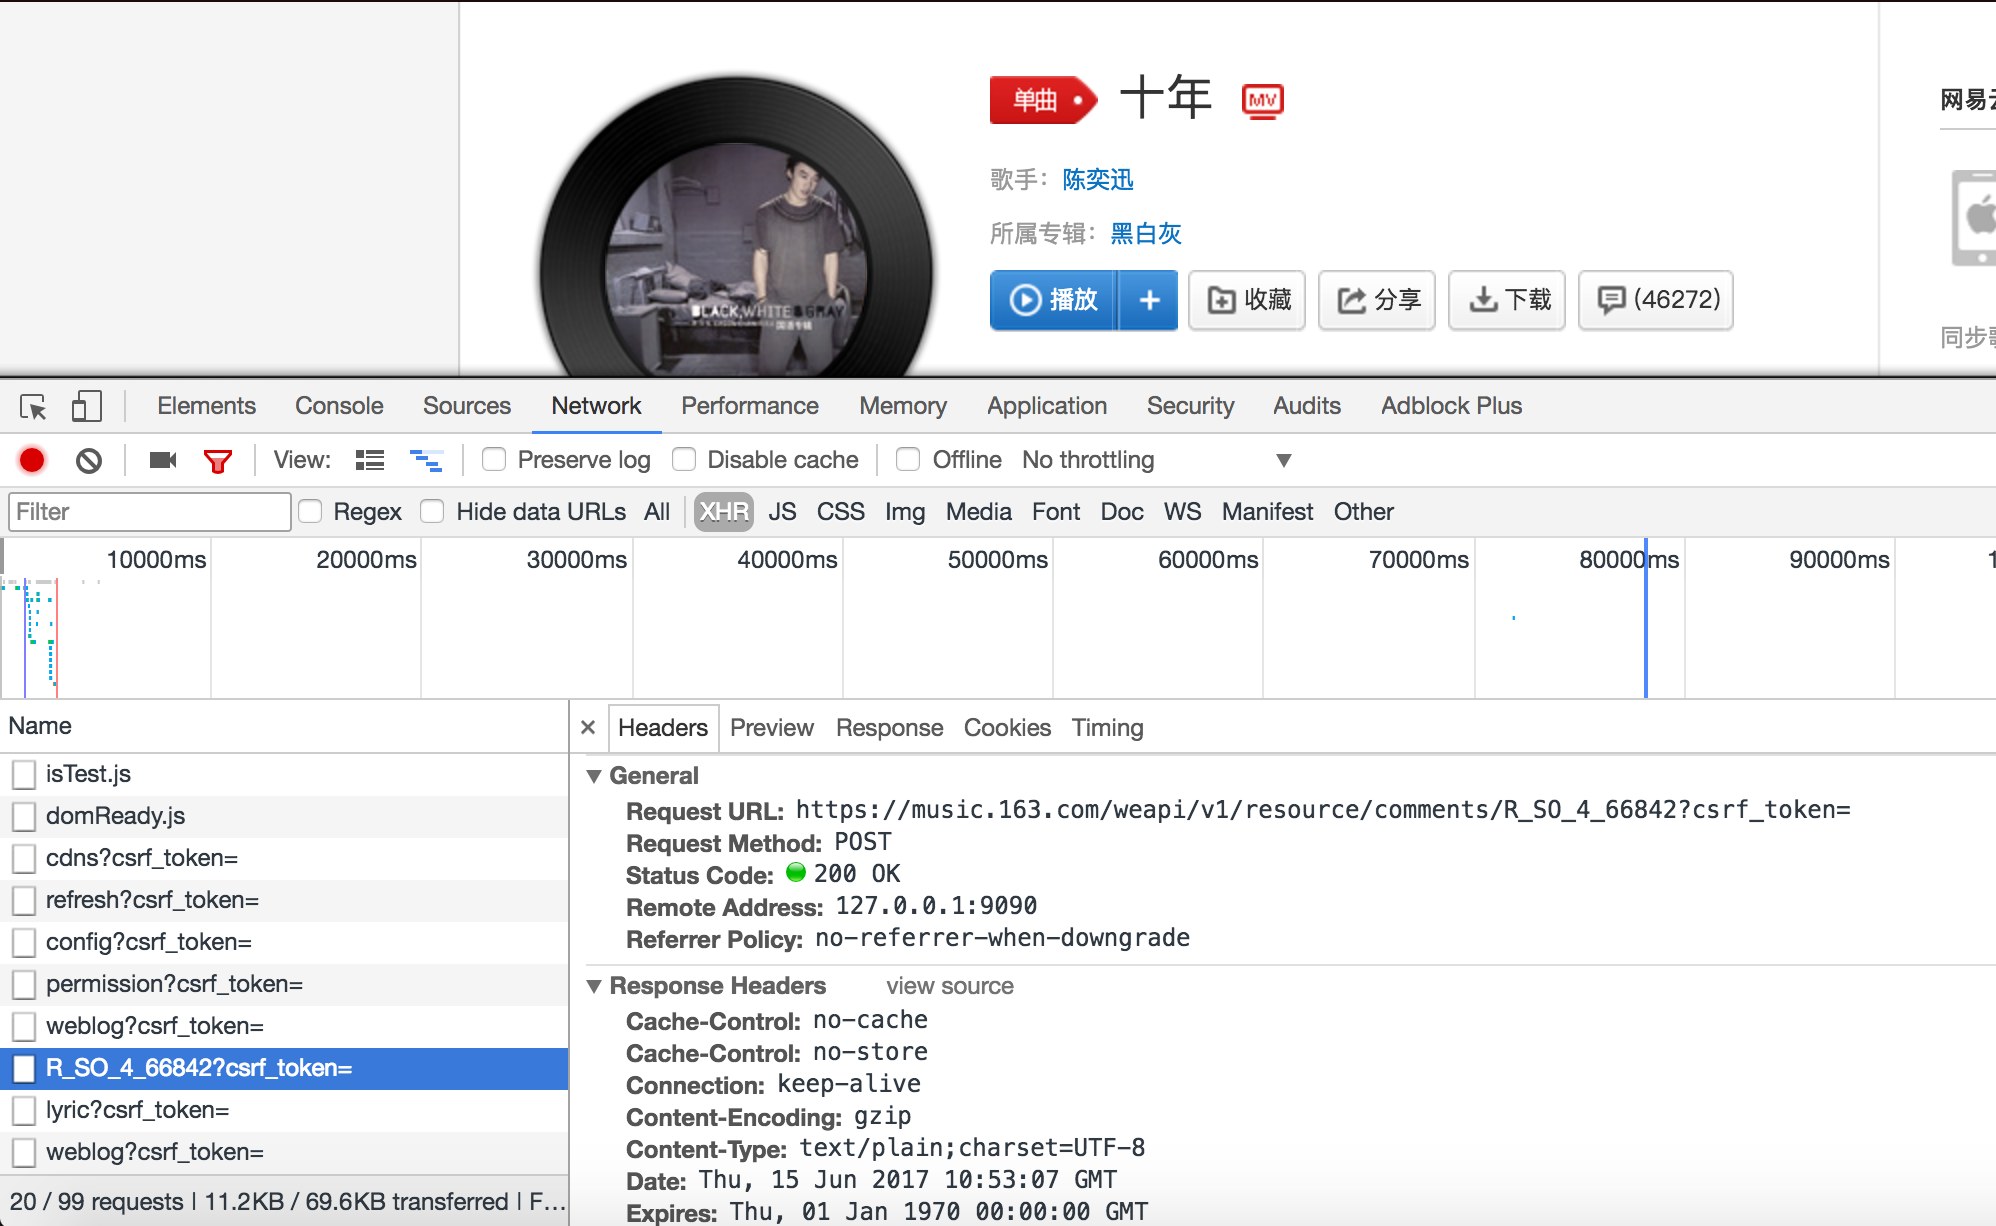 单曲 十年 MV
网易云
歌手：陈奕迅
所属专辑：黑白灰
BLACK,WHITE&GRAY
国语专辑
播放 + 收藏 分享 下载 (46272)
同步歌
Elements Console Sources Network Performance Memory Application Security Audits Adblock Plus
View: Preserve log Disable cache Offline No throttling
Filter Regex Hide data URLs All XHR JS CSS Img Media Font Doc WS Manifest Other
10000ms 20000ms 30000ms 40000ms 50000ms 60000ms 70000ms 80000ms 90000ms 1
Name
isTest.js
domReady.js
cdns?csrf_token=
refresh?csrf_token=
config?csrf_token=
permission?csrf_token=
weblog?csrf_token=
R_SO_4_66842?csrf_token=
lyric?csrf_token=
weblog?csrf_token=
20 / 99 requests | 11.2KB / 69.6KB transferred | F...
× Headers Preview Response Cookies Timing
General
Request URL: https://music.163.com/weapi/v1/resource/comments/R_SO_4_66842?csrf_token=
Request Method: POST
Status Code: 200 OK
Remote Address: 127.0.0.1:9090
Referrer Policy: no-referrer-when-downgrade
Response Headers view source
Cache-Control: no-cache
Cache-Control: no-store
Connection: keep-alive
Content-Encoding: gzip
Content-Type: text/plain;charset=UTF-8
Date: Thu, 15 Jun 2017 10:53:07 GMT
Expires: Thu, 01 Jan 1970 00:00:00 GMT